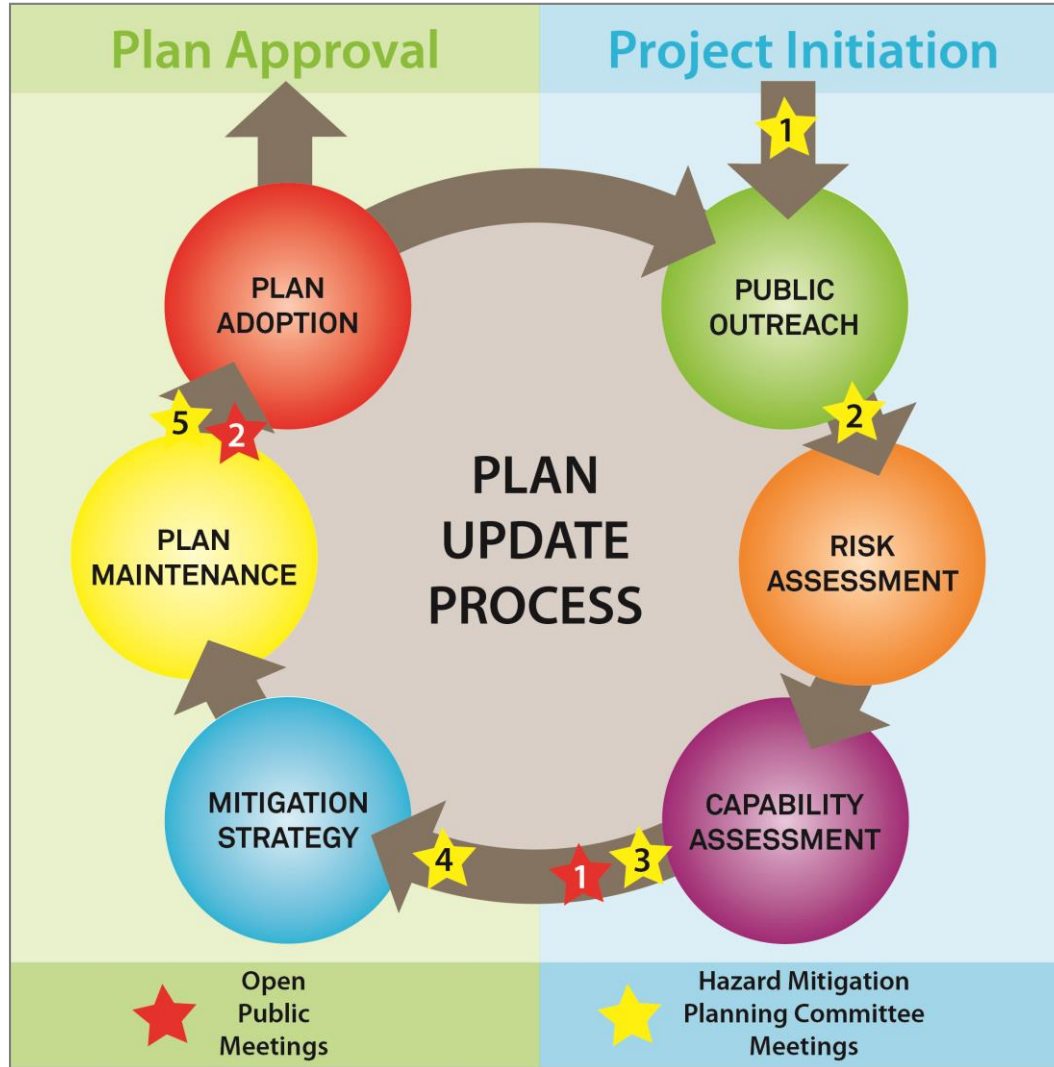 Plan Approval
Project Initiation
1
PLAN
ADOPTION
PUBLIC
OUTREACH
5
2
2
PLAN
UPDATE
PROCESS
PLAN
MAINTENANCE
RISK
ASSESSMENT
MITIGATION
STRATEGY
CAPABILITY
ASSESSMENT
4
1
3
Open
Public
Meetings
Hazard Mitigation
Planning Committee
Meetings